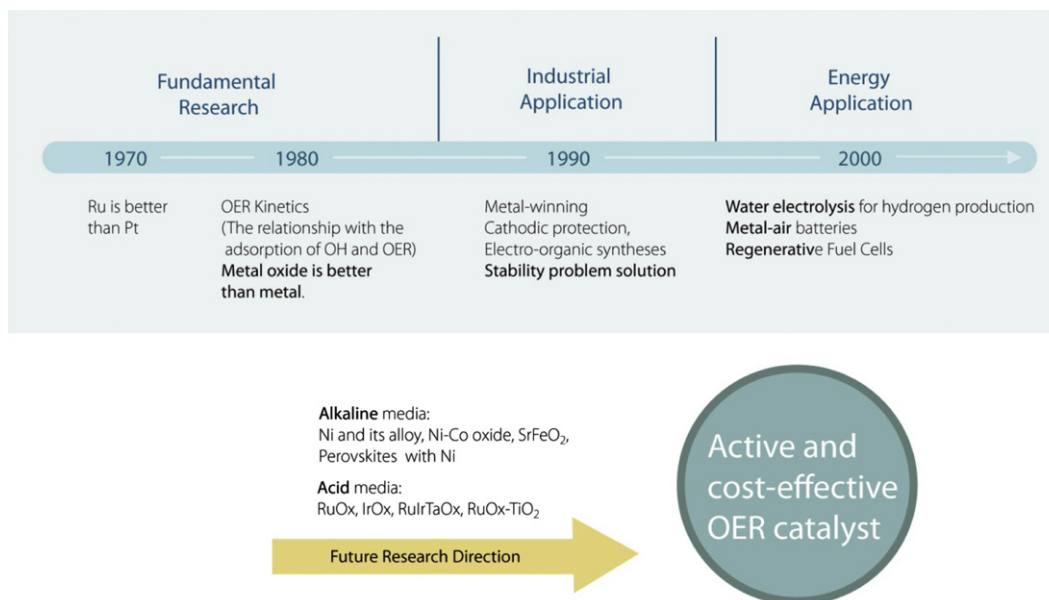 Fundamental
Research
Industrial
Application
Energy
Application
1970
1980
1990
2000
Ru is better
than Pt
OER Kinetics
(The relationship with the
adsorption of OH and OER)
Metal oxide is better
than metal.
Metal-winning
Cathodic protection,
Electro-organic syntheses
Stability problem solution
Water electrolysis for hydrogen production
Metal-air batteries
Regenerative Fuel Cells
Alkaline media:
Ni and its alloy, Ni-Co oxide, SrFeO₂,
Perovskites with Ni
Acid media:
RuOx, IrOx, RuIrTaOx, RuOx-TiO₂
Future Research Direction
Active and
cost-effective
OER catalyst